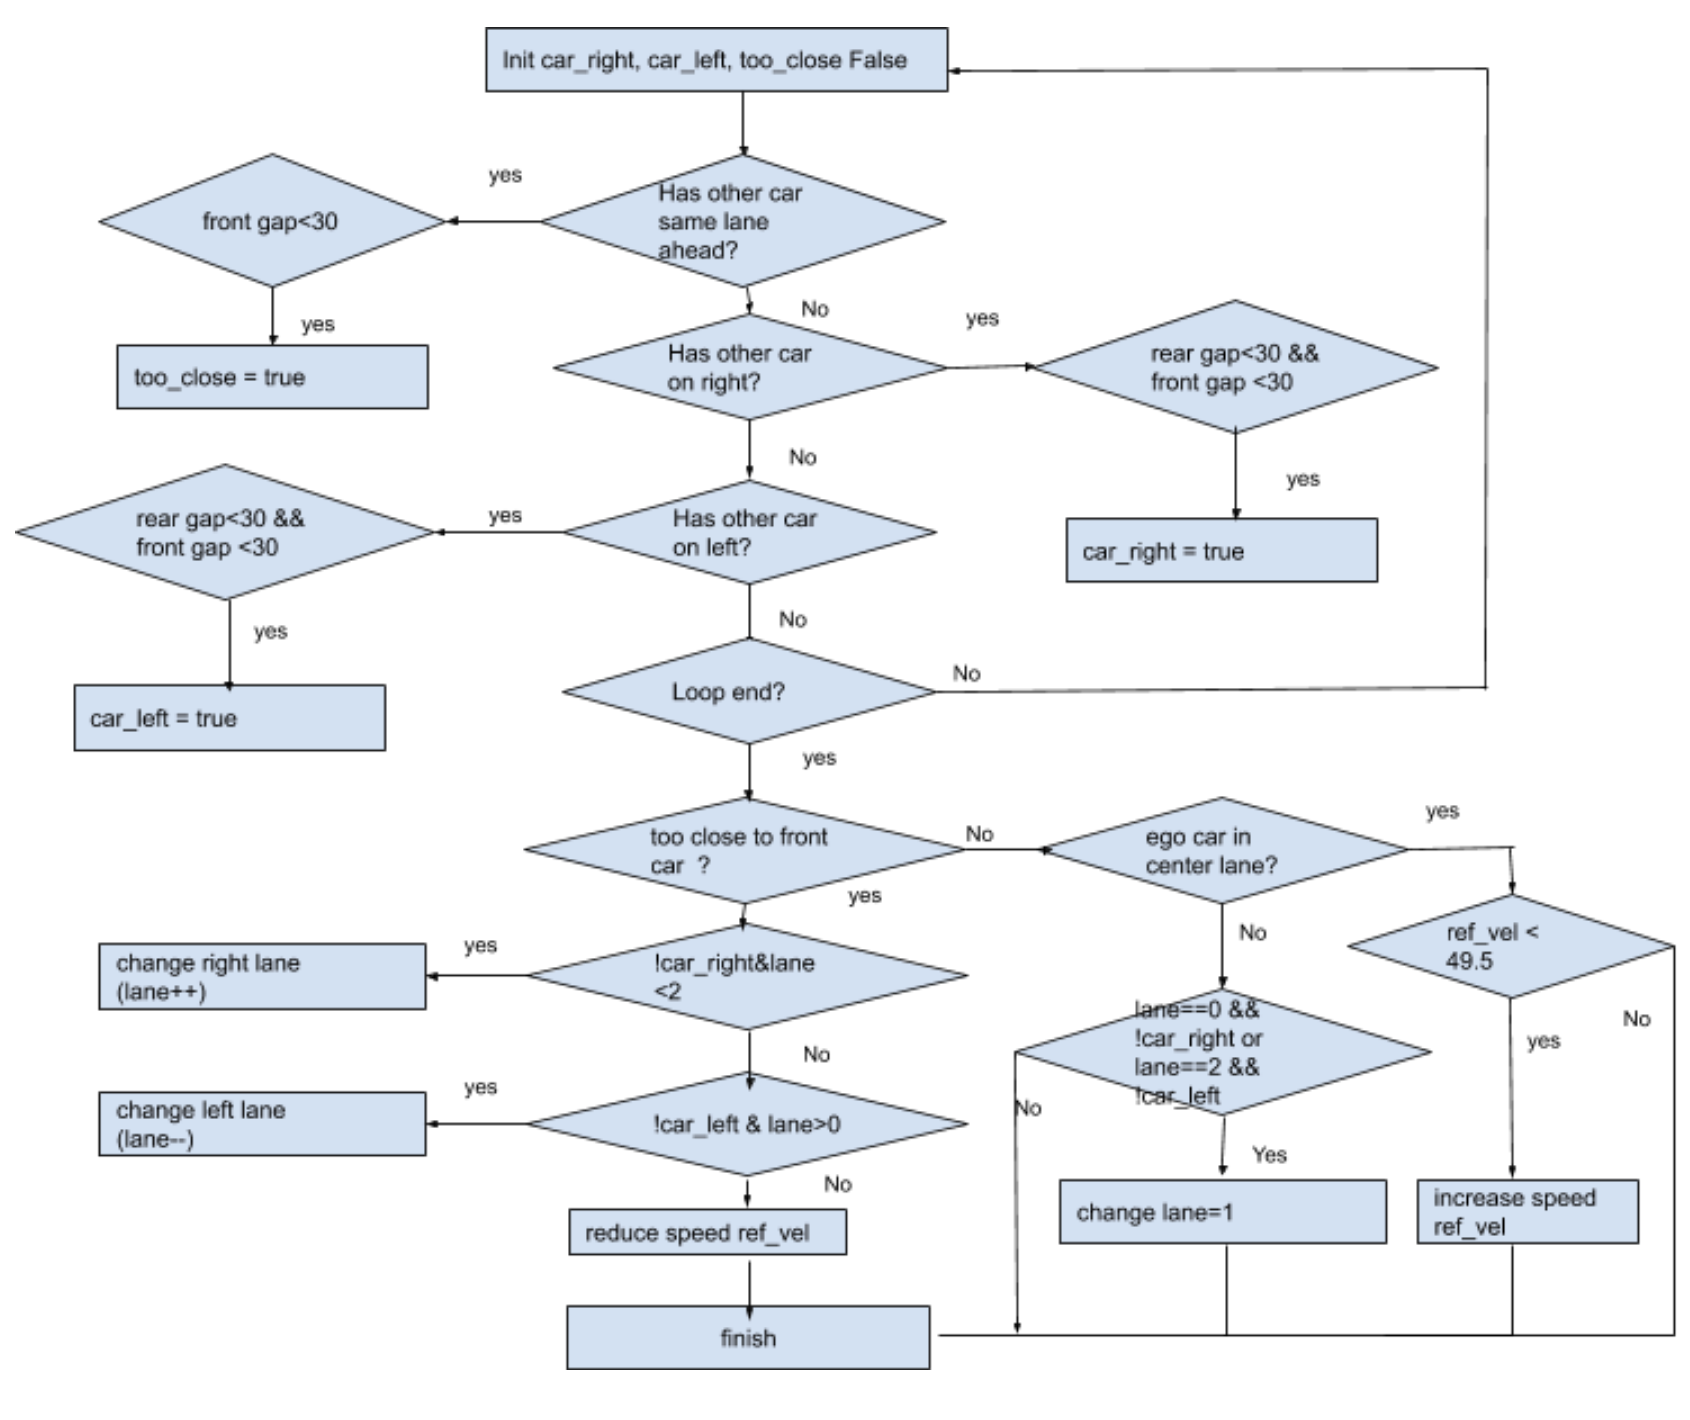 Init car_right, car_left, too_close False
yes
Has other car
same lane
ahead?
front gap<30
No
yes
yes
too_close = true
Has other car
on right?
rear gap<30 &&
front gap <30
No
yes
rear gap<30 &&
front gap <30
yes
Has other car
on left?
car_right = true
yes
No
car_left = true
Loop end?
No
yes
too close to front
car  ?
No
ego car in
center lane?
yes
yes
No
ref_vel <
49.5
change right lane
(lane++)
yes
!car_right&lane
<2
lane==0 &&
!car_right or
lane==2 &&
!car_left
No
yes
No
No
yes
change left lane
(lane--)
!car_left & lane>0
Yes
No
reduce speed ref_vel
change lane=1
increase speed
ref_vel
finish